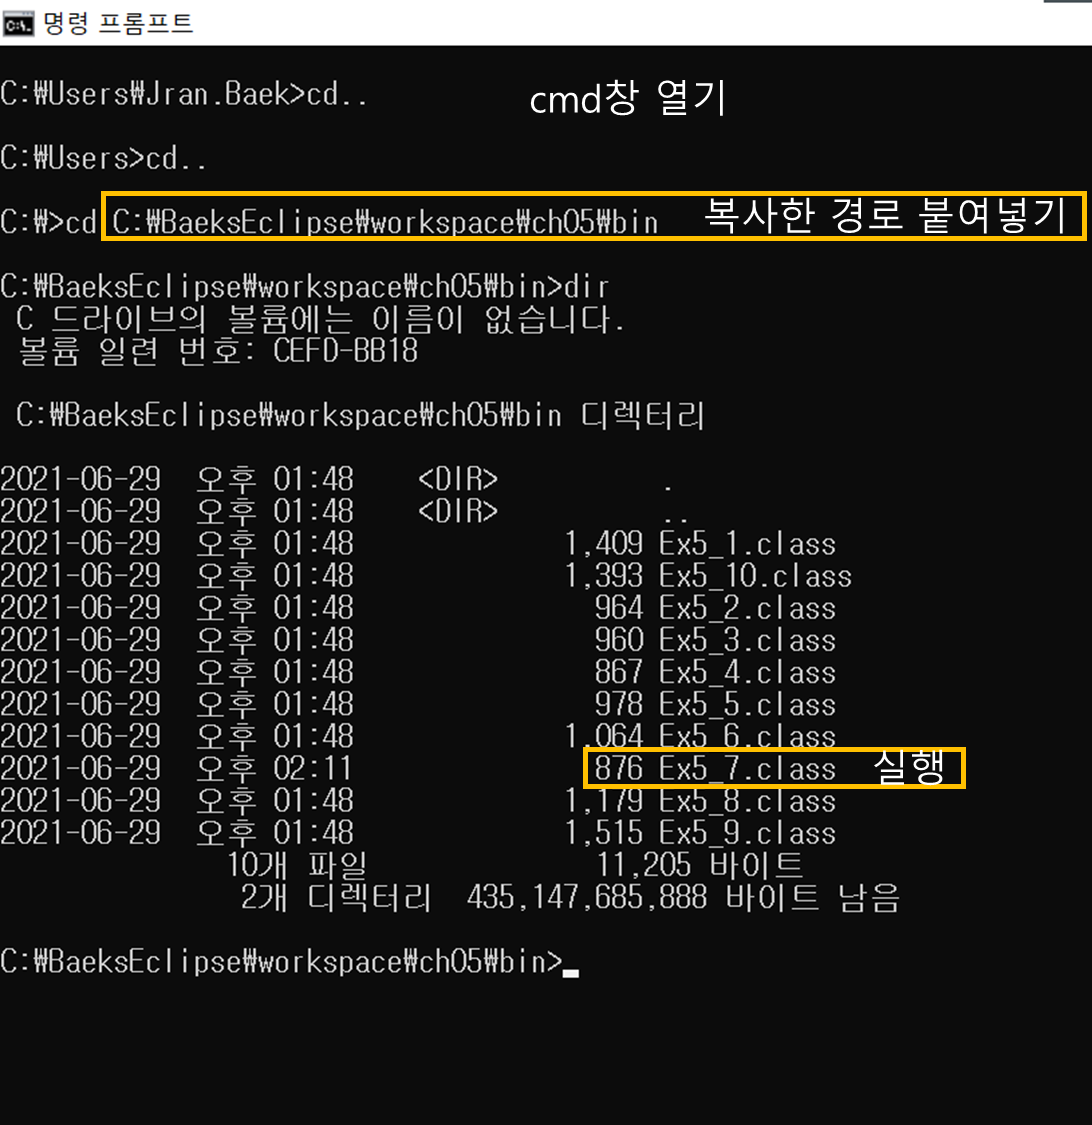 명령 프롬프트
C:₩Users₩Jran.Baek>cd.. cmd창 열기
C:₩Users>cd..
C:₩>cd C:₩BaeksEclipse₩workspace₩ch05₩bin 복사한 경로 붙여넣기
C:₩BaeksEclipse₩workspace₩ch05₩bin>dir
C 드라이브의 볼륨에는 이름이 없습니다.
볼륨 일련 번호: CEFD-BB18
C:₩BaeksEclipse₩workspace₩ch05₩bin 디렉터리
2021-06-29 오후 01:48 <DIR> .
2021-06-29 오후 01:48 <DIR> ..
2021-06-29 오후 01:48 1,409 Ex5_1.class
2021-06-29 오후 01:48 1,393 Ex5_10.class
2021-06-29 오후 01:48 964 Ex5_2.class
2021-06-29 오후 01:48 960 Ex5_3.class
2021-06-29 오후 01:48 867 Ex5_4.class
2021-06-29 오후 01:48 978 Ex5_5.class
2021-06-29 오후 01:48 1,064 Ex5_6.class
2021-06-29 오후 02:11 876 Ex5_7.class 실행
2021-06-29 오후 01:48 1,179 Ex5_8.class
2021-06-29 오후 01:48 1,515 Ex5_9.class
10개 파일 11,205 바이트
2개 디렉터리 435,147,685,888 바이트 남음
C:₩BaeksEclipse₩workspace₩ch05₩bin>